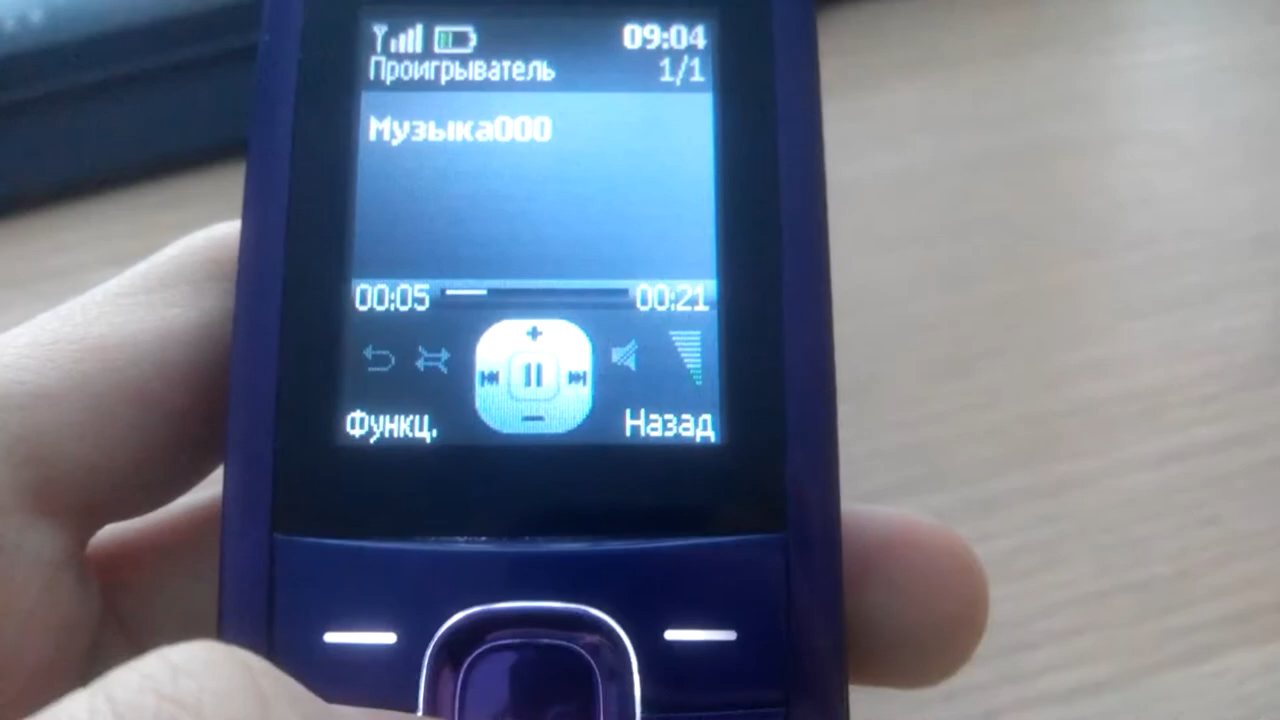 09:04
Проигрыватель 1/1
Музыка000
00:05 00:21
Функц. Назад